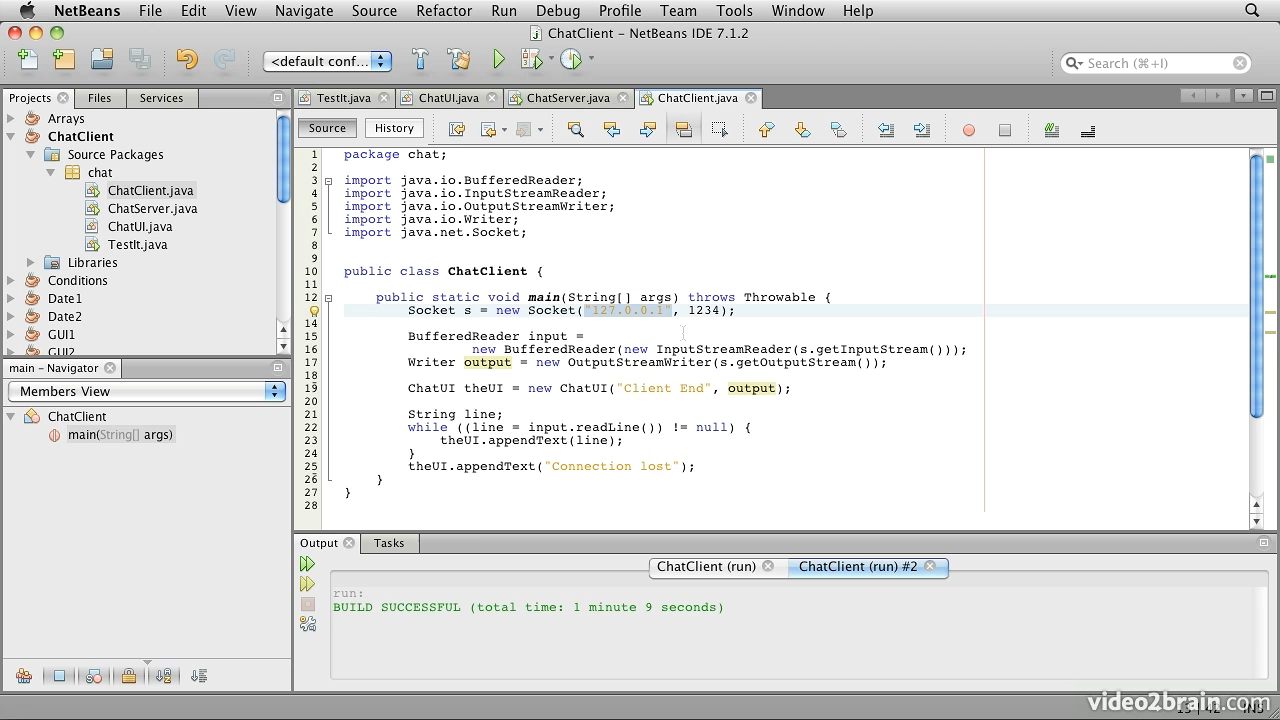 NetBeans File Edit View Navigate Source Refactor Run Debug Profile Team Tools Window Help
ChatClient - NetBeans IDE 7.1.2
<default conf...
Search (⌘+I)
Projects Files Services
TestIt.java ChatUI.java ChatServer.java ChatClient.java
Source History
Arrays
ChatClient
Source Packages
chat
ChatClient.java
ChatServer.java
ChatUI.java
TestIt.java
Libraries
Conditions
Date1
Date2
GUI1
GUI2
main - Navigator
Members View
ChatClient
main(String[] args)
1 package chat;
2
3 import java.io.BufferedReader;
4 import java.io.InputStreamReader;
5 import java.io.OutputStreamWriter;
6 import java.io.Writer;
7 import java.net.Socket;
8
9
10 public class ChatClient {
11
12 public static void main(String[] args) throws Throwable {
Socket s = new Socket("127.0.0.1", 1234);
14
15 BufferedReader input =
16 new BufferedReader(new InputStreamReader(s.getInputStream()));
17 Writer output = new OutputStreamWriter(s.getOutputStream());
18
19 ChatUI theUI = new ChatUI("Client End", output);
20
21 String line;
22 while ((line = input.readLine()) != null) {
23 theUI.appendText(line);
24 }
25 theUI.appendText("Connection lost");
26 }
27 }
28
Output Tasks
ChatClient (run) ChatClient (run) #2
run:
BUILD SUCCESSFUL (total time: 1 minute 9 seconds)
video2brain.com